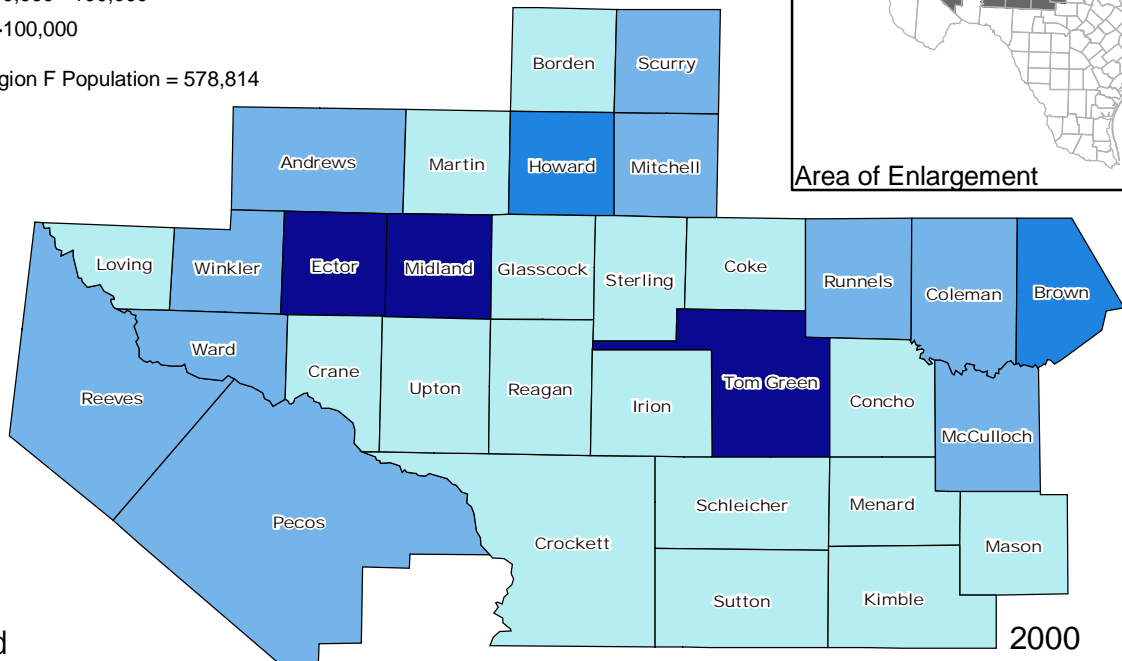 100,000
gion F Population = 578,814
Area of Enlargement
Borden
Scurry
Andrews
Martin
Howard
Mitchell
Loving
Winkler
Ector
Midland
Glasscock
Sterling
Coke
Runnels
Coleman
Brown
Ward
Reeves
Crane
Upton
Reagan
Irion
Tom Green
Concho
McCulloch
Pecos
Crockett
Schleicher
Menard
Mason
Sutton
Kimble
d
2000